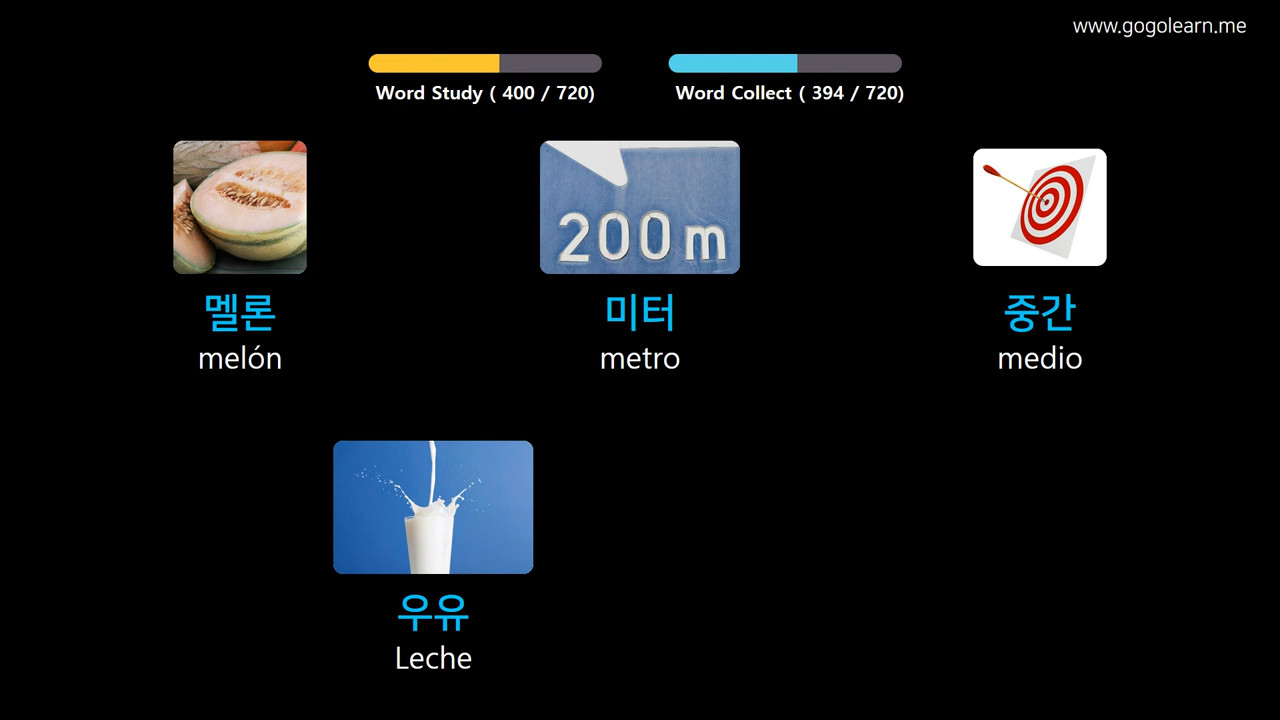 www.gogolearn.me
Word Study ( 400 / 720)
Word Collect ( 394 / 720)
200 m
멜론
melón
미터
metro
중간
medio
우유
Leche